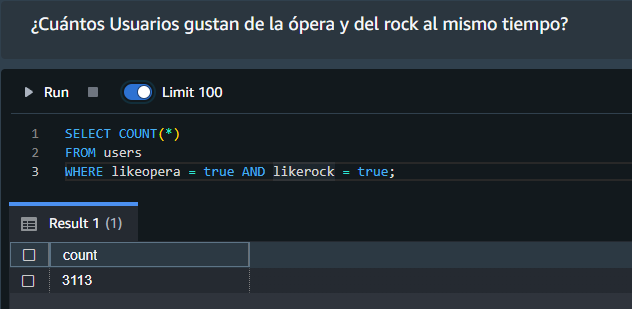 ¿Cuántos Usuarios gustan de la ópera y del rock al mismo tiempo?
Run
Limit 100
1 SELECT COUNT(*)
2 FROM users
3 WHERE likeopera = true AND likerock = true;
Result 1 (1)
count
3113